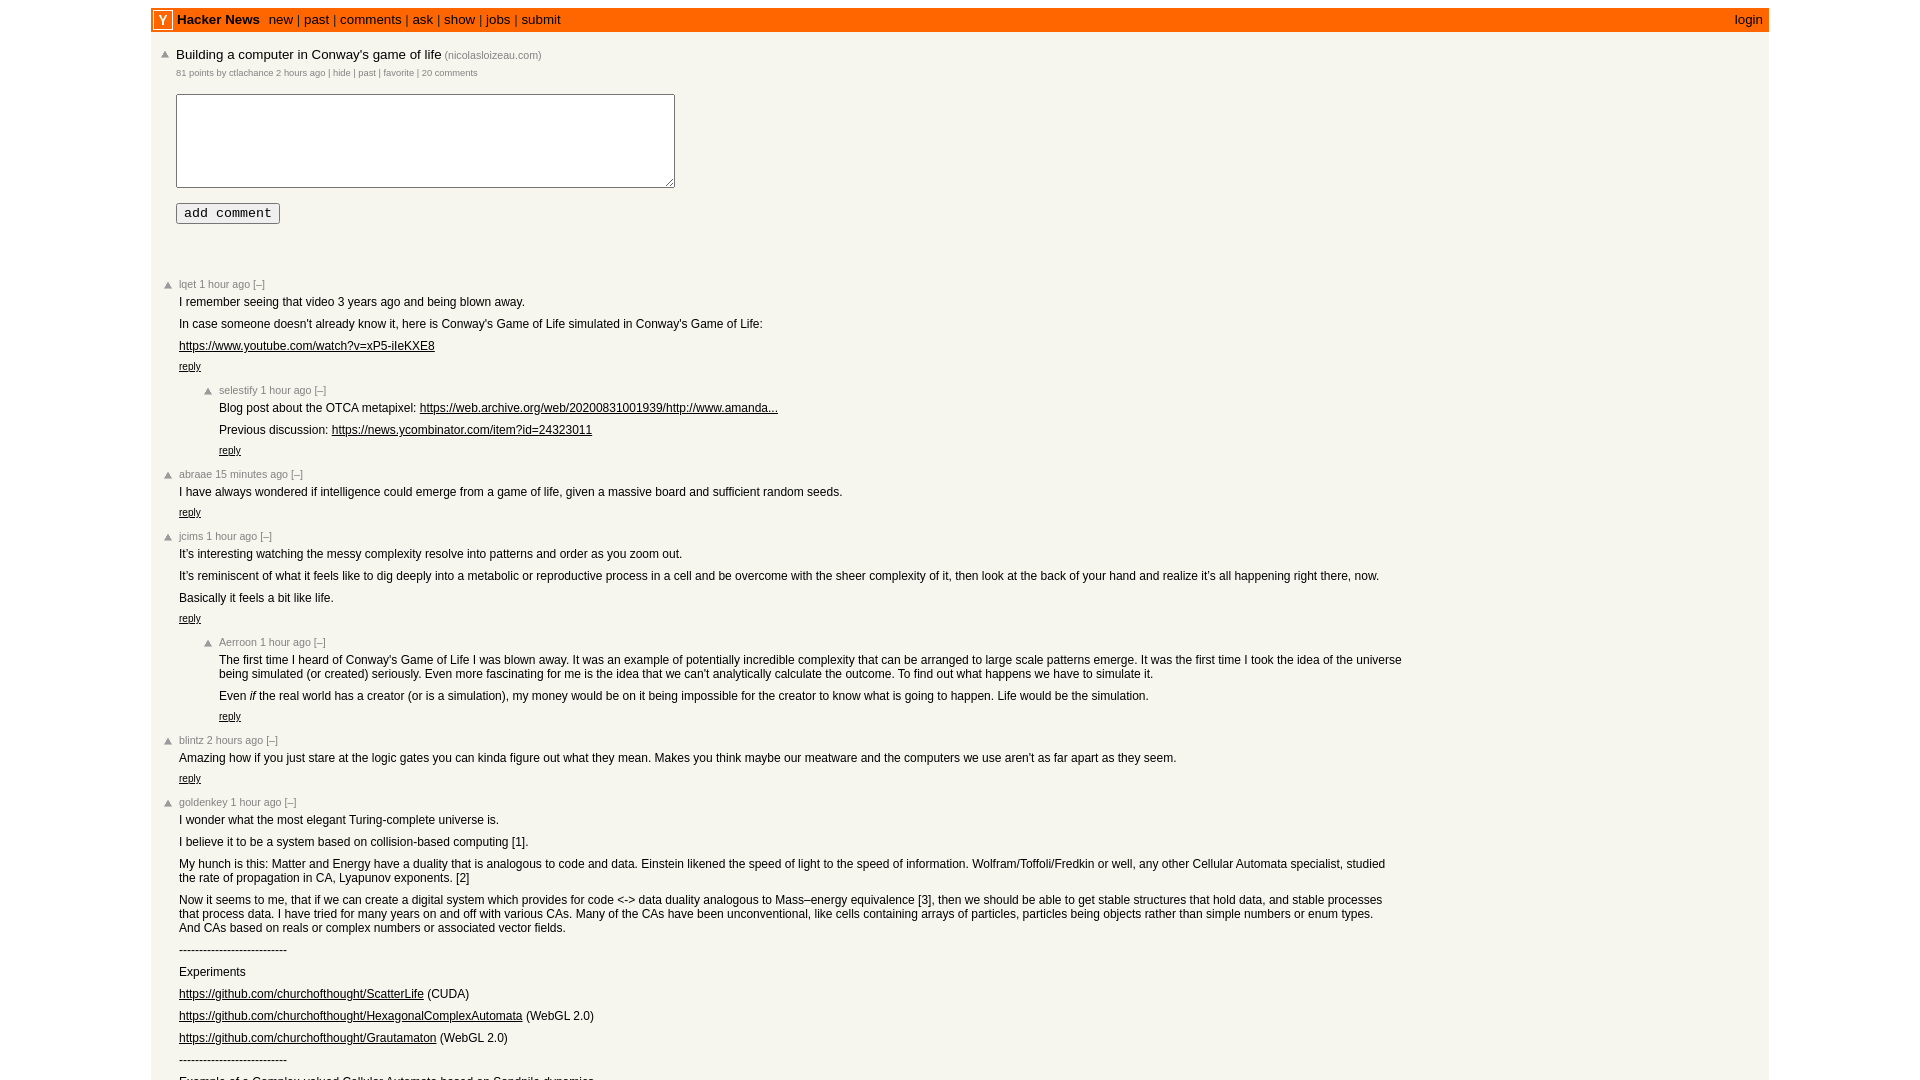 Y Hacker News new | past | comments | ask | show | jobs | submit login
Building a computer in Conway's game of life (nicolasloizeau.com)
81 points by ctlachance 2 hours ago | hide | past | favorite | 20 comments
add comment
lqet 1 hour ago [–]
I remember seeing that video 3 years ago and being blown away.
In case someone doesn't already know it, here is Conway's Game of Life simulated in Conway's Game of Life:
https://www.youtube.com/watch?v=xP5-iIeKXE8
reply
selestify 1 hour ago [–]
Blog post about the OTCA metapixel: https://web.archive.org/web/20200831001939/http://www.amanda...
Previous discussion: https://news.ycombinator.com/item?id=24323011
reply
abraae 15 minutes ago [–]
I have always wondered if intelligence could emerge from a game of life, given a massive board and sufficient random seeds.
reply
jcims 1 hour ago [–]
It’s interesting watching the messy complexity resolve into patterns and order as you zoom out.
It’s reminiscent of what it feels like to dig deeply into a metabolic or reproductive process in a cell and be overcome with the sheer complexity of it, then look at the back of your hand and realize it’s all happening right there, now.
Basically it feels a bit like life.
reply
Aerroon 1 hour ago [–]
The first time I heard of Conway's Game of Life I was blown away. It was an example of potentially incredible complexity that can be arranged to large scale patterns emerge. It was the first time I took the idea of the universe
being simulated (or created) seriously. Even more fascinating for me is the idea that we can't analytically calculate the outcome. To find out what happens we have to simulate it.
Even if the real world has a creator (or is a simulation), my money would be on it being impossible for the creator to know what is going to happen. Life would be the simulation.
reply
blintz 2 hours ago [–]
Amazing how if you just stare at the logic gates you can kinda figure out what they mean. Makes you think maybe our meatware and the computers we use aren't as far apart as they seem.
reply
goldenkey 1 hour ago [–]
I wonder what the most elegant Turing-complete universe is.
I believe it to be a system based on collision-based computing [1].
My hunch is this: Matter and Energy have a duality that is analogous to code and data. Einstein likened the speed of light to the speed of information. Wolfram/Toffoli/Fredkin or well, any other Cellular Automata specialist, studied
the rate of propagation in CA, Lyapunov exponents. [2]
Now it seems to me, that if we can create a digital system which provides for code <-> data duality analogous to Mass–energy equivalence [3], then we should be able to get stable structures that hold data, and stable processes
that process data. I have tried for many years on and off with various CAs. Many of the CAs have been unconventional, like cells containing arrays of particles, particles being objects rather than simple numbers or enum types.
And CAs based on reals or complex numbers or associated vector fields.
---------------------------
Experiments
https://github.com/churchofthought/ScatterLife (CUDA)
https://github.com/churchofthought/HexagonalComplexAutomata (WebGL 2.0)
https://github.com/churchofthought/Grautamaton (WebGL 2.0)
---------------------------